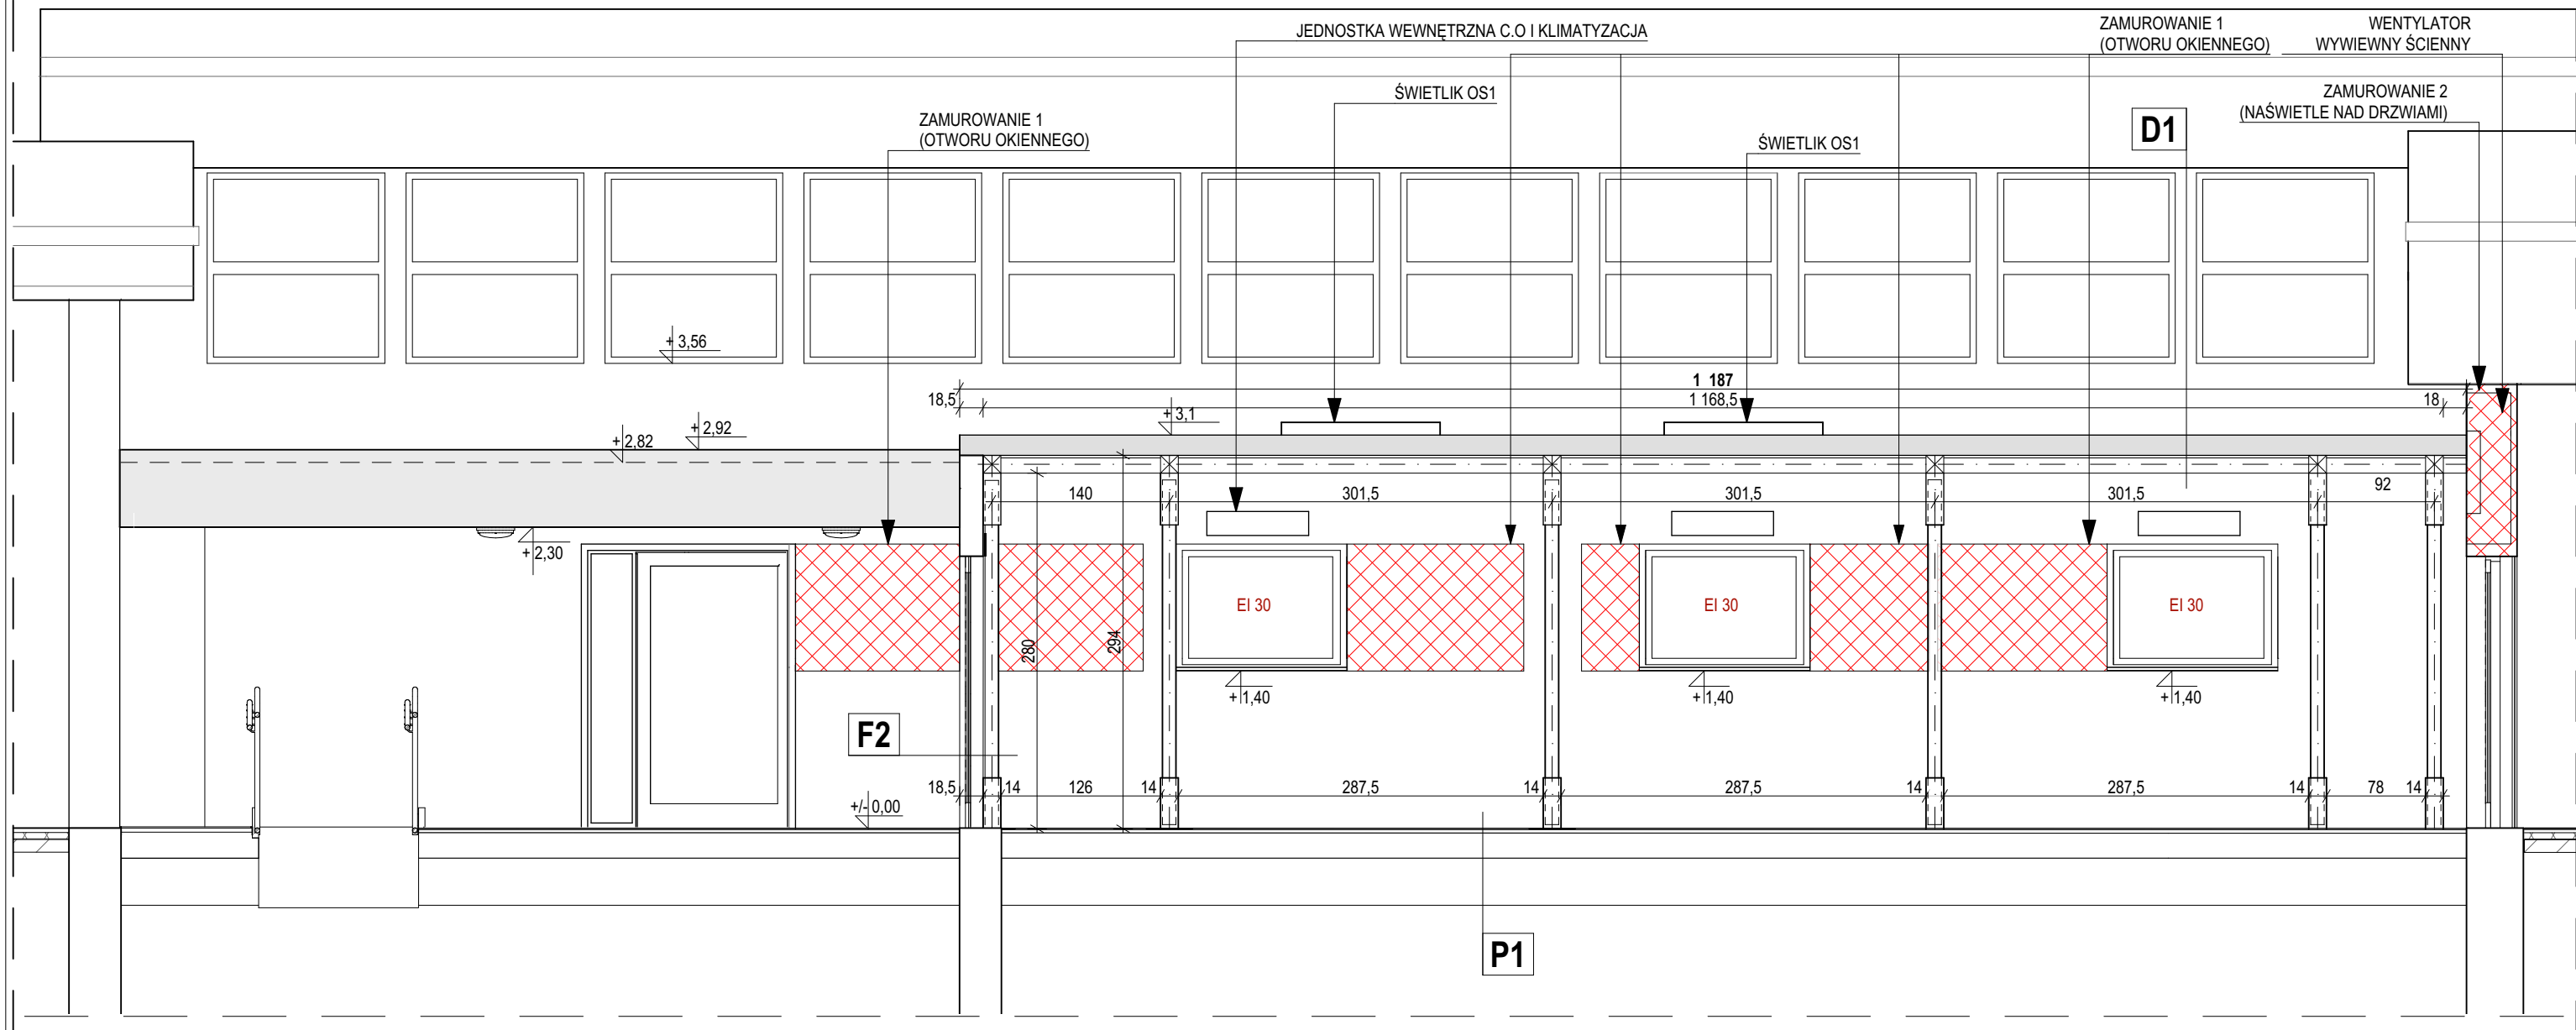 JEDNOSTKA WEWNĘTRZNA C.O I KLIMATYZACJA
ZAMUROWANIE 1
(OTWORU OKIENNEGO)
WENTYLATOR
WYWIEWNY ŚCIENNY
ŚWIETLIK OS1
ZAMUROWANIE 2
(NAŚWIETLE NAD DRZWIAMI)
ZAMUROWANIE 1
(OTWORU OKIENNEGO)
D1
ŚWIETLIK OS1
+ 3,56
1 187
18,5
1 168,5
18
+ 3,1
+ 2,92
+ 2,82
140
301,5
301,5
301,5
92
+ 2,30
EI 30
EI 30
EI 30
280
294
+ 1,40
+ 1,40
+ 1,40
F2
18,5
14
126
14
287,5
14
287,5
14
287,5
14
78
14
+/- 0,00
P1